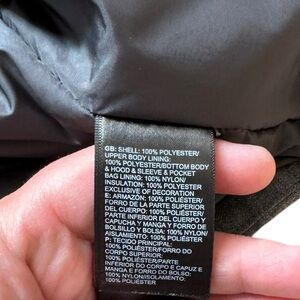 GB: SHELL: 100% POLYESTER/
UPPER BODY LINING:
100% POLYESTER/BOTTOM BODY
& HOOD & SLEEVE & POCKET
BAG LINING: 100% NYLON/
INSULATION: 100% POLYESTER
EXCLUSIVE OF DECORATION
E: ARMAZÓN: 100% POLIÉSTER/
FORRO DE LA PARTE SUPERIOR
DEL CUERPO: 100% POLIÉSTER/
FORRO DEL CUERPO INFERIOR Y
CAPUCHA Y MANGA Y FORRO DE
BOLSILLO Y BOLSA: 100% NYLON/
AISLAMIENTO: 100% POLIÉSTER
P: TECIDO PRINCIPAL:
100% POLIÉSTER/FORRO DO
CORPO SUPERIOR:
100% POLIÉSTER/PARTE
INFERIOR DO CORPO E CAPUZ E
MANGA E FORRO DO BOLSO:
100% NYLON/ISOLAMENTO:
100% POLIÉSTER